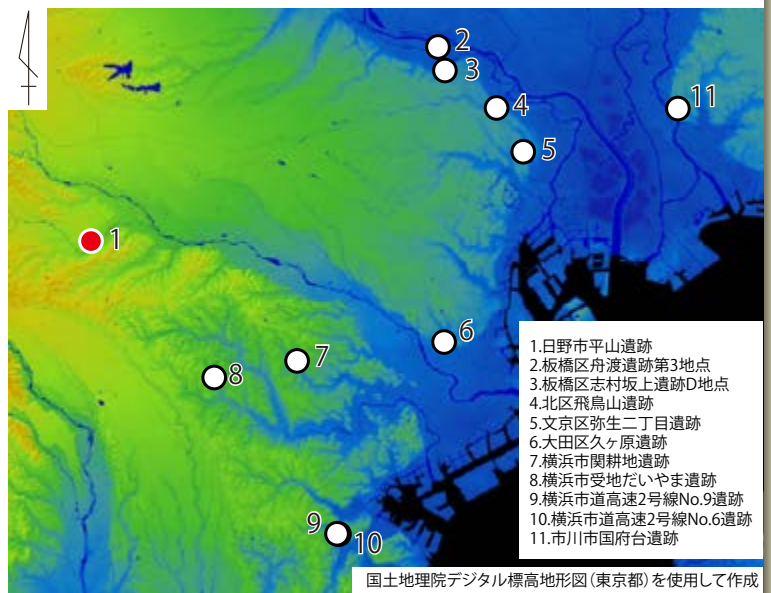 2
3
4
11
5
1
6
7
8
9
10
1.日野市平山遺跡
2.板橋区舟渡遺跡第3地点
3.板橋区志村坂上遺跡D地点
4.北区飛鳥山遺跡
5.文京区弥生二丁目遺跡
6.大田区久ヶ原遺跡
7.横浜市関耕地遺跡
8.横浜市受地だいやま遺跡
9.横浜市道高速2号線No.9遺跡
10.横浜市道高速2号線No.6遺跡
11.市川市国府台遺跡
国土地理院デジタル標高地形図(東京都)を使用して作成